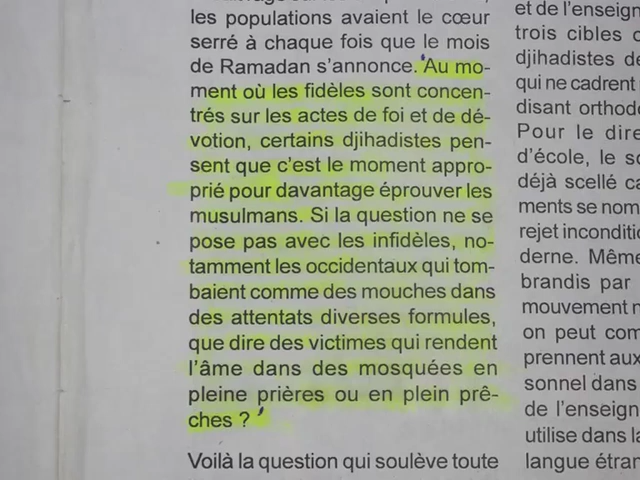 les populations avaient le cœur
serré à chaque fois que le mois
de Ramadan s'annonce. Au mo-
ment où les fidèles sont concen-
trés sur les actes de foi et de dé-
votion, certains djihadistes pen-
sent que c'est le moment appro-
prié pour davantage éprouver les
musulmans. Si la question ne se
pose pas avec les infidèles, no-
tamment les occidentaux qui tom-
baient comme des mouches dans
des attentats diverses formules,
que dire des victimes qui rendent
l'âme dans des mosquées en
pleine prières ou en plein prê-
ches ?
Voilà la question qui soulève toute
et de l'enseign
trois cibles
djihadistes
qui ne cadrent
disant orthod
Pour le dire
d'école, le
déjà scellé
ments se nom
rejet inconditi
derne. Même
brandis par
mouvement
on peut com
prennent aux
sonnel dans
de l'enseign
utilise dans
langue étran